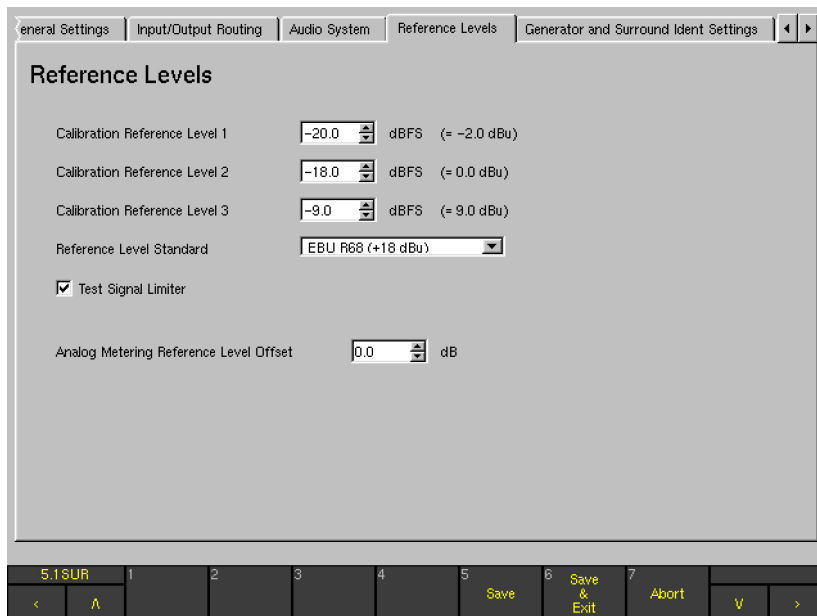 eneral Settings Input/Output Routing Audio System Reference Levels Generator and Surround Ident Settings
Reference Levels
Calibration Reference Level 1 -20.0 dBFS (= -2.0 dBu)
Calibration Reference Level 2 -18.0 dBFS (= 0.0 dBu)
Calibration Reference Level 3 -9.0 dBFS (= 9.0 dBu)
Reference Level Standard EBU R68 (+18 dBu)
Test Signal Limiter
Analog Metering Reference Level Offset 0.0 dB
5.1SUR 1 2 3 4 5 Save 6 Save & Exit 7 Abort
< Λ V >